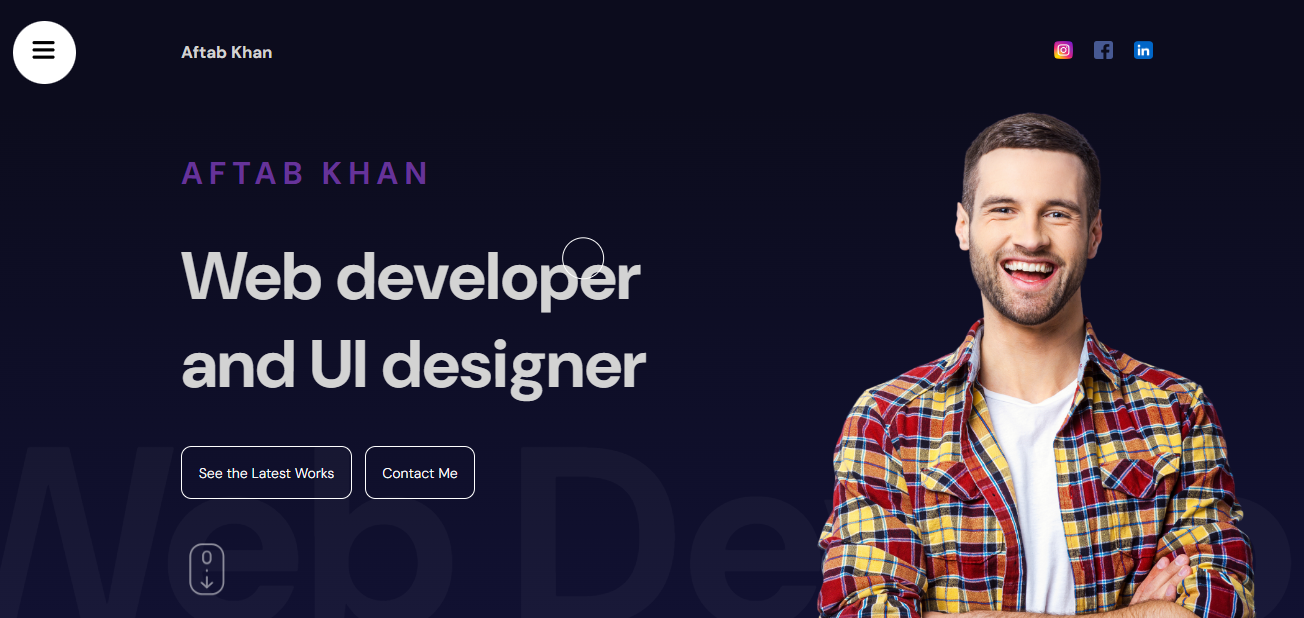 Aftab Khan
AFTAB KHAN
Web developer
and UI designer
See the Latest Works
Contact Me
Web De